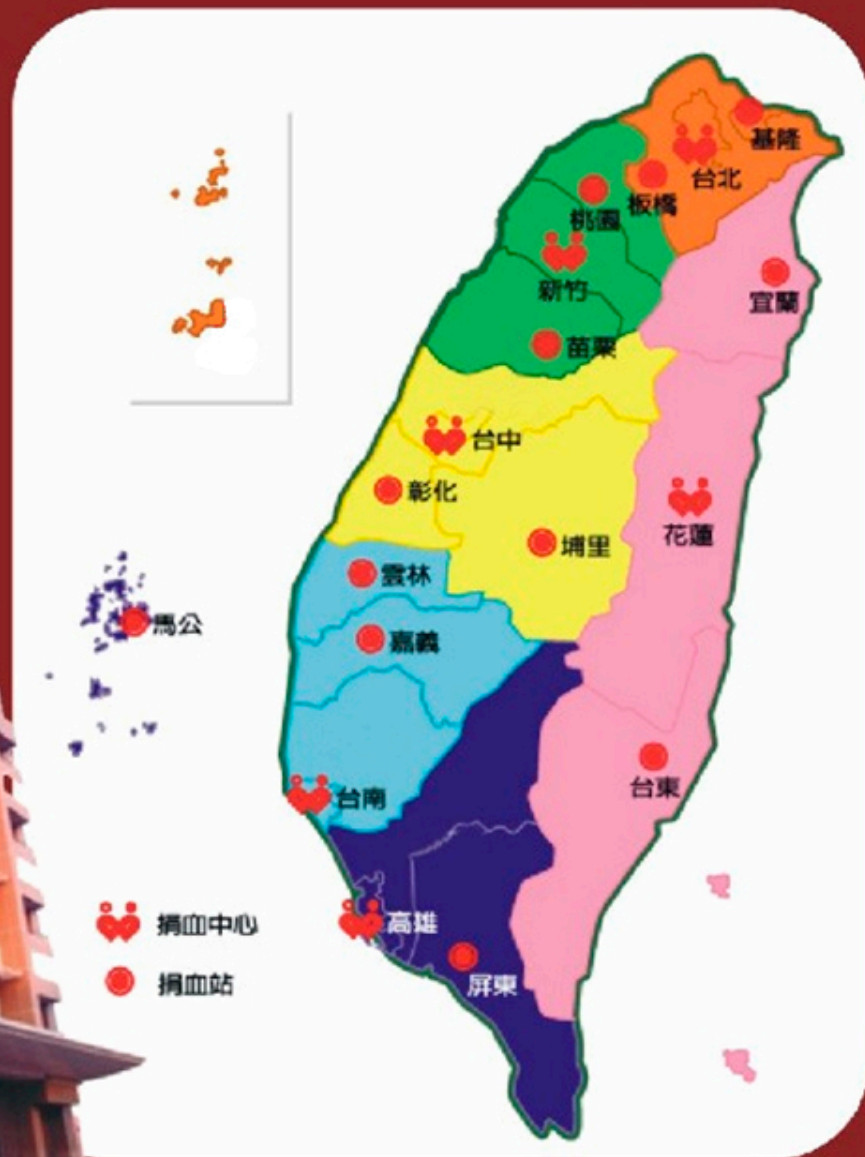 基隆
台北
板橋
桃園
新竹
宜蘭
苗栗
台中
彰化
花蓮
埔里
雲林
馬公
嘉義
台東
台南
高雄
屏東
捐血中心
捐血站